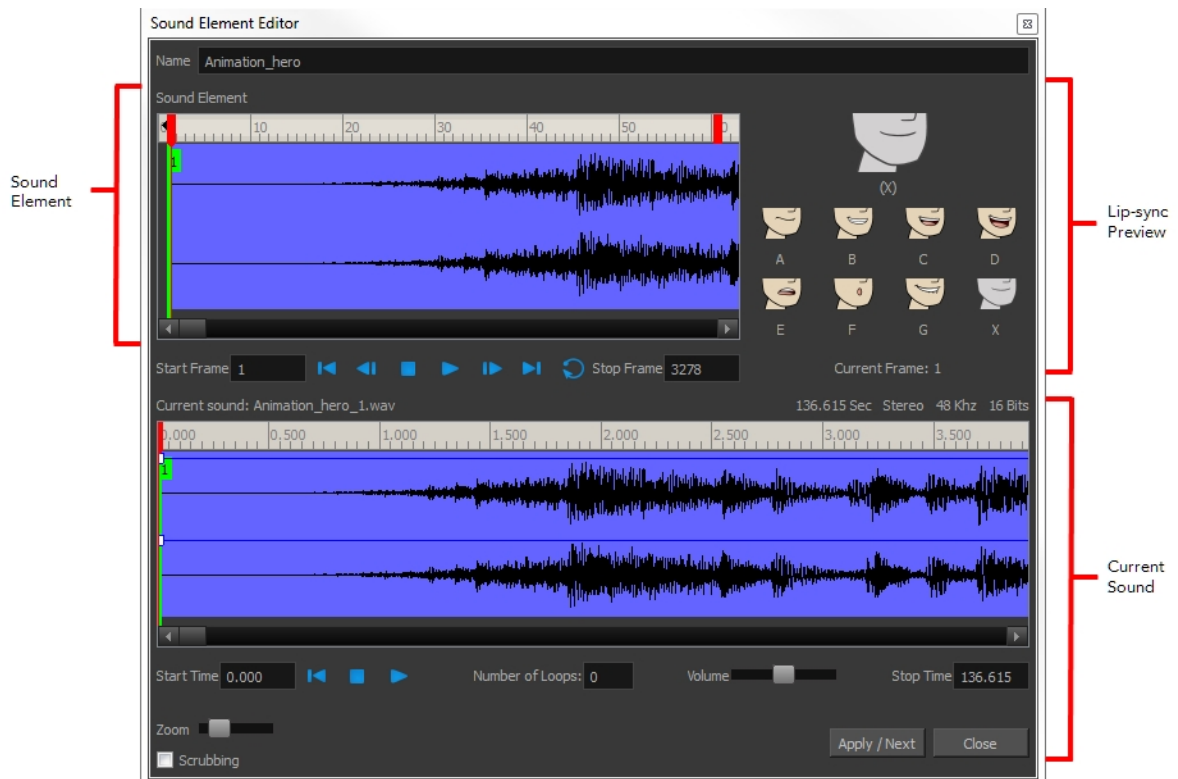 Sound Element Editor
Name Animation_hero
Sound Element
10 20 30 40 50
1
(X)
A B C D
E F G X
Start Frame 1 Stop Frame 3278 Current Frame: 1
Current sound: Animation_hero_1.wav 136.615 Sec Stereo 48 Khz 16 Bits
0.000 0.500 1.000 1.500 2.000 2.500 3.000 3.500
1
Start Time 0.000 Number of Loops: 0 Volume Stop Time 136.615
Zoom
Scrubbing
Apply / Next Close
Sound
Element
Lip-sync
Preview
Current
Sound